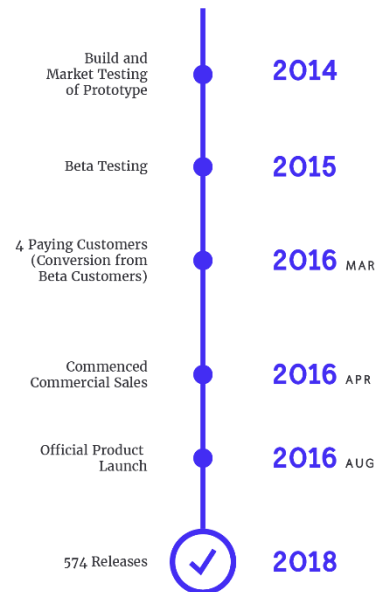 Build and
Market Testing
of Prototype
2014
Beta Testing
2015
4 Paying Customers
(Conversion from
Beta Customers)
2016 MAR
Commenced
Commercial Sales
2016 APR
Official Product
Launch
2016 AUG
574 Releases
2018